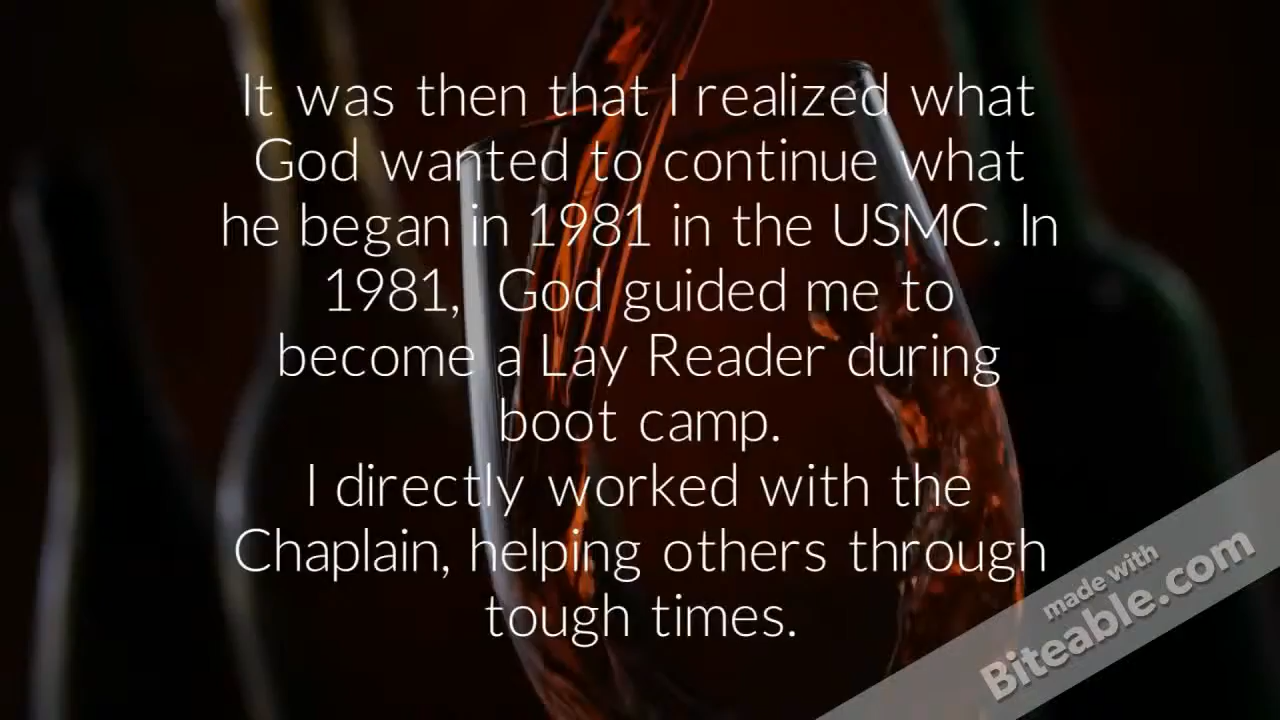 It was then that I realized what
God wanted to continue what
he began in 1981 in the USMC. In
1981, God guided me to
become a Lay Reader during
boot camp.
I directly worked with the
Chaplain, helping others through
tough times.
made with
Biteable.com